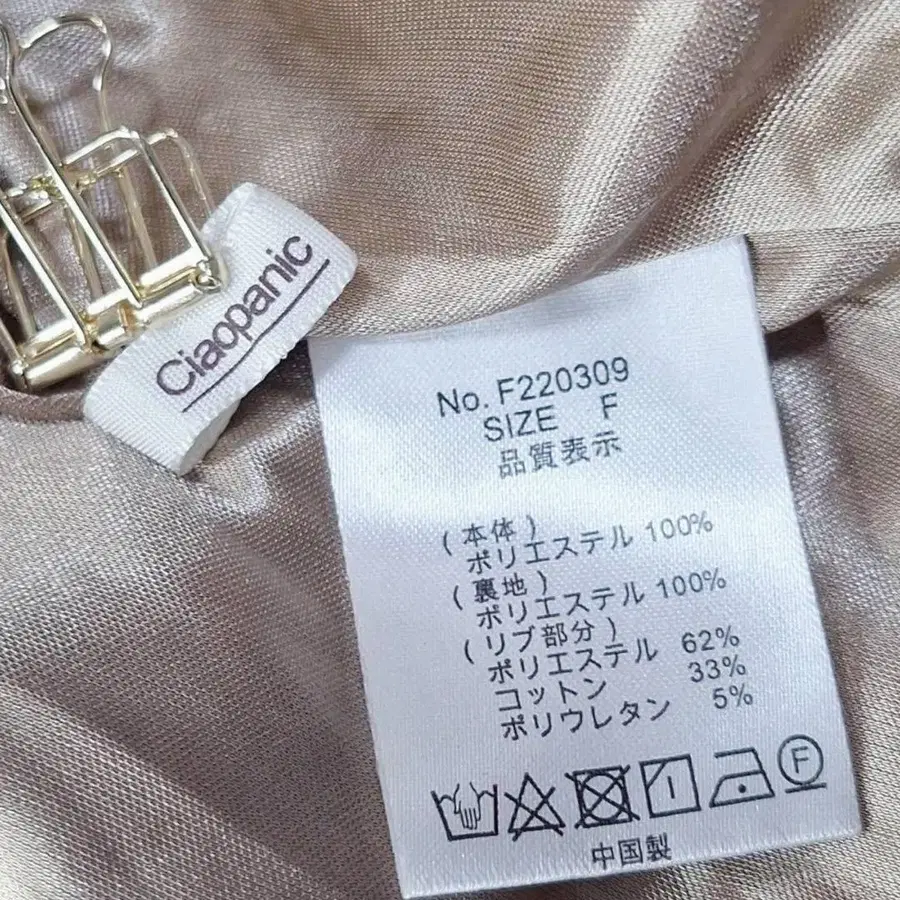 Ciaopanic
No. F220309
SIZE F
品質表示
(本体)
ポリエステル 100%
(裏地)
ポリエステル 100%
(リブ部分)
ポリエステル 62%
コットン 33%
ポリウレタン 5%
F
中国製